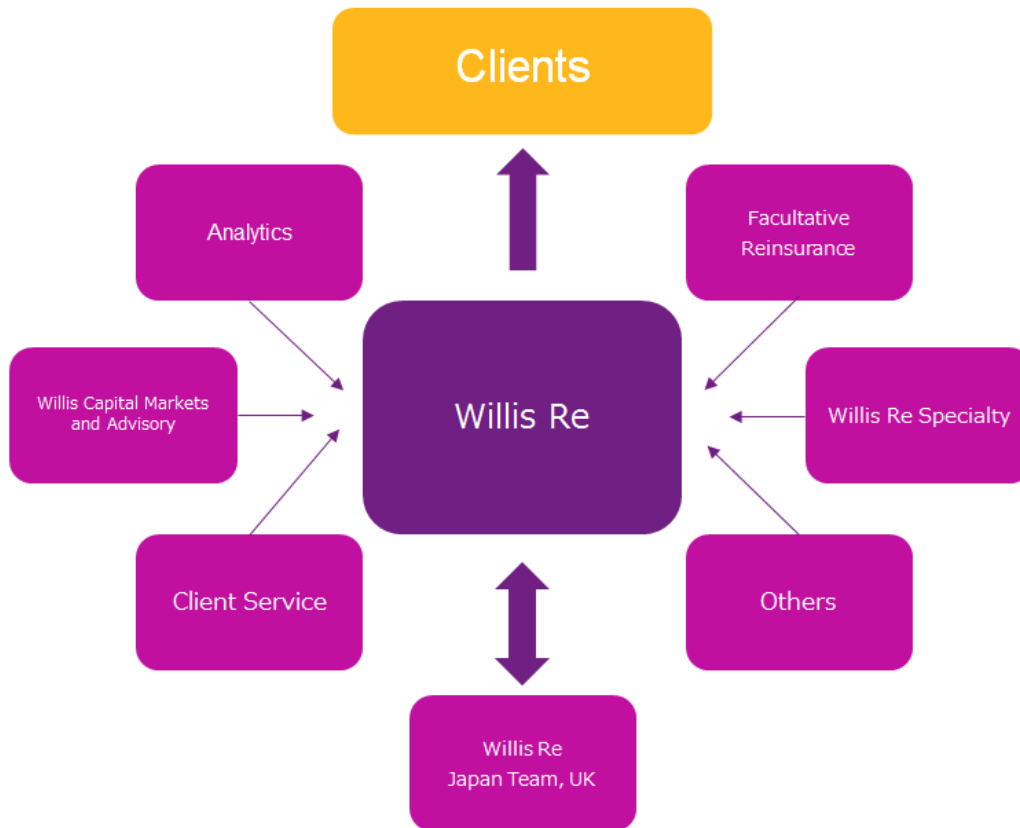 Clients
Analytics
Facultative
Reinsurance
Willis Capital Markets
and Advisory
Willis Re
Willis Re Specialty
Client Service
Others
Willis Re
Japan Team, UK